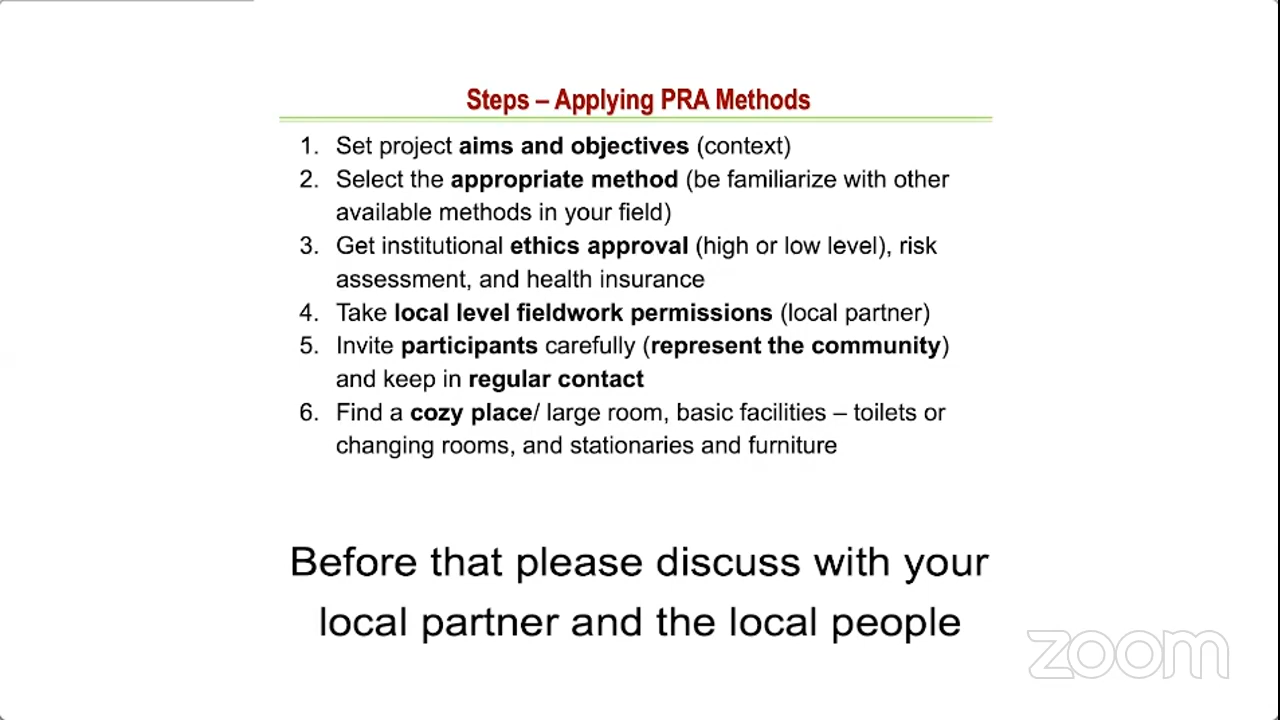 Steps – Applying PRA Methods
1. Set project aims and objectives (context)
2. Select the appropriate method (be familiarize with other
available methods in your field)
3. Get institutional ethics approval (high or low level), risk
assessment, and health insurance
4. Take local level fieldwork permissions (local partner)
5. Invite participants carefully (represent the community)
and keep in regular contact
6. Find a cozy place/ large room, basic facilities – toilets or
changing rooms, and stationaries and furniture
Before that please discuss with your
local partner and the local people
zoom